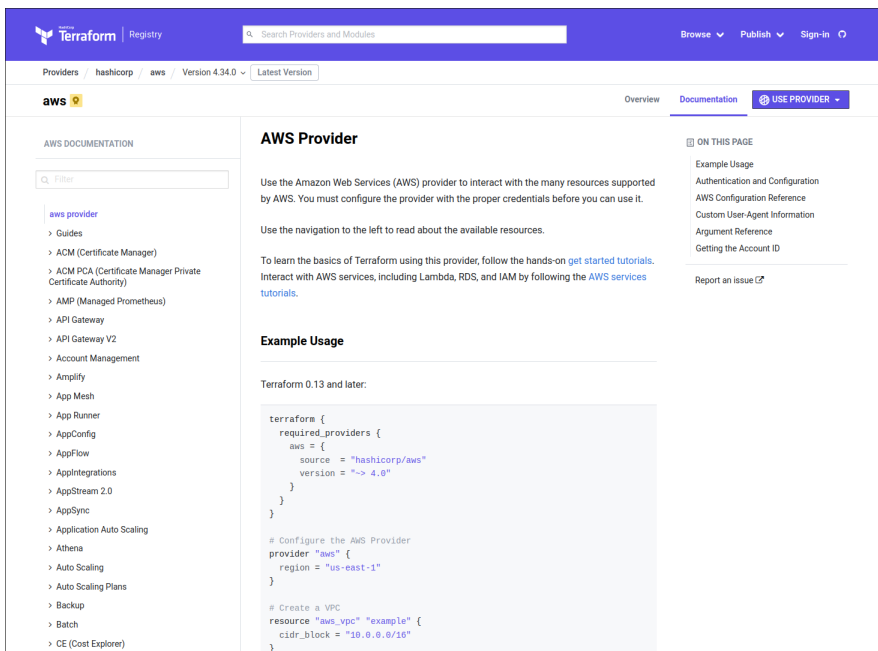 HashiCorp
Terraform Registry
Search Providers and Modules
Browse Publish Sign-in
Providers / hashicorp / aws / Version 4.34.0 Latest Version
aws
Overview Documentation USE PROVIDER
AWS DOCUMENTATION
Filter
aws provider
> Guides
> ACM (Certificate Manager)
> ACM PCA (Certificate Manager Private
Certificate Authority)
> AMP (Managed Prometheus)
> API Gateway
> API Gateway V2
> Account Management
> Amplify
> App Mesh
> App Runner
> AppConfig
> AppFlow
> AppIntegrations
> AppStream 2.0
> AppSync
> Application Auto Scaling
> Athena
> Auto Scaling
> Auto Scaling Plans
> Backup
> Batch
> CE (Cost Explorer)
AWS Provider
Use the Amazon Web Services (AWS) provider to interact with the many resources supported
by AWS. You must configure the provider with the proper credentials before you can use it.
Use the navigation to the left to read about the available resources.
To learn the basics of Terraform using this provider, follow the hands-on get started tutorials.
Interact with AWS services, including Lambda, RDS, and IAM by following the AWS services
tutorials.
Example Usage
Terraform 0.13 and later:
terraform {
  required_providers {
    aws = {
      source  = "hashicorp/aws"
      version = "~> 4.0"
    }
  }
}
# Configure the AWS Provider
provider "aws" {
  region = "us-east-1"
}
# Create a VPC
resource "aws_vpc" "example" {
  cidr_block = "10.0.0.0/16"
}
ON THIS PAGE
Example Usage
Authentication and Configuration
AWS Configuration Reference
Custom User-Agent Information
Argument Reference
Getting the Account ID
Report an issue